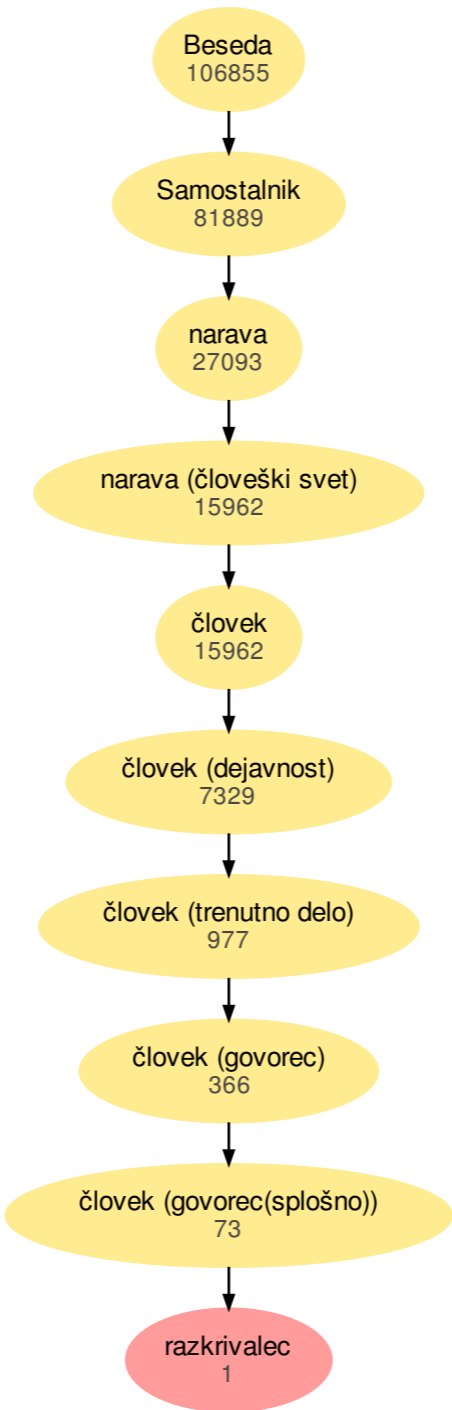 Beseda
106855
Samostalnik
81889
narava
27093
narava (človeški svet)
15962
človek
15962
človek (dejavnost)
7329
človek (trenutno delo)
977
človek (govorec)
366
človek (govorec(splošno))
73
razkrivalec
1